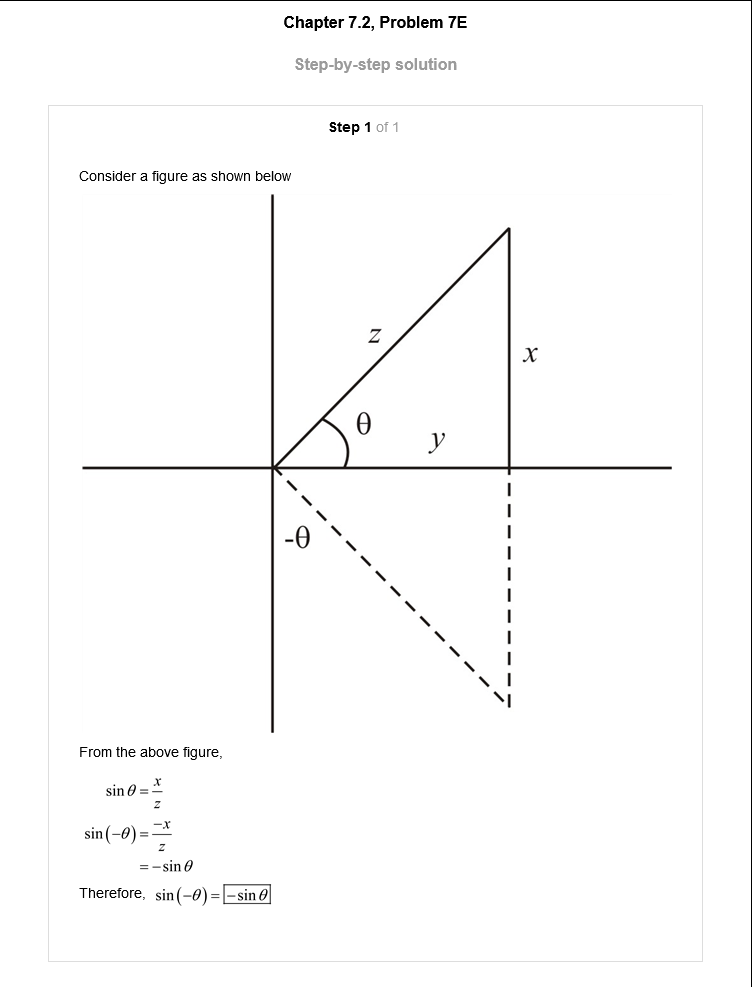 Chapter 7.2, Problem 7E
Step-by-step solution
Step 1 of 1
Consider a figure as shown below
z
x
θ
y
-θ
From the above figure,
sin θ = x/z
sin(−θ) = −x/z
= −sin θ
Therefore, sin(−θ) = −sin θ